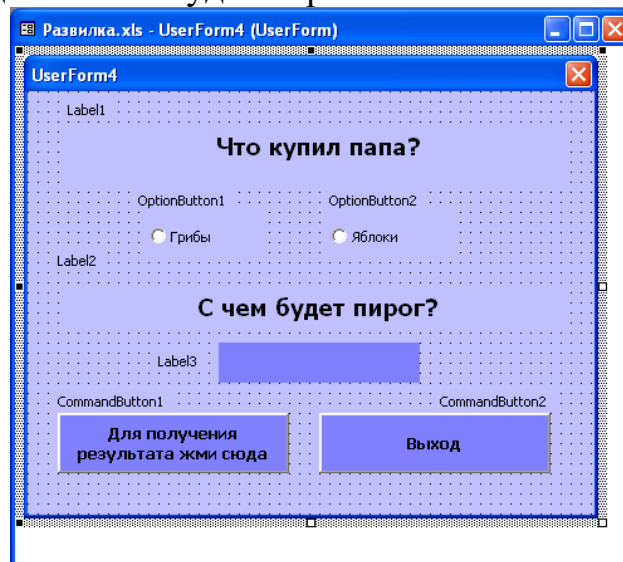 Развилка.xls - UserForm4 (UserForm)
UserForm4
Label1
Что купил папа?
OptionButton1 OptionButton2
Грибы Яблоки
Label2
С чем будет пирог?
Label3
CommandButton1 CommandButton2
Для получения
результата жми сюда
Выход